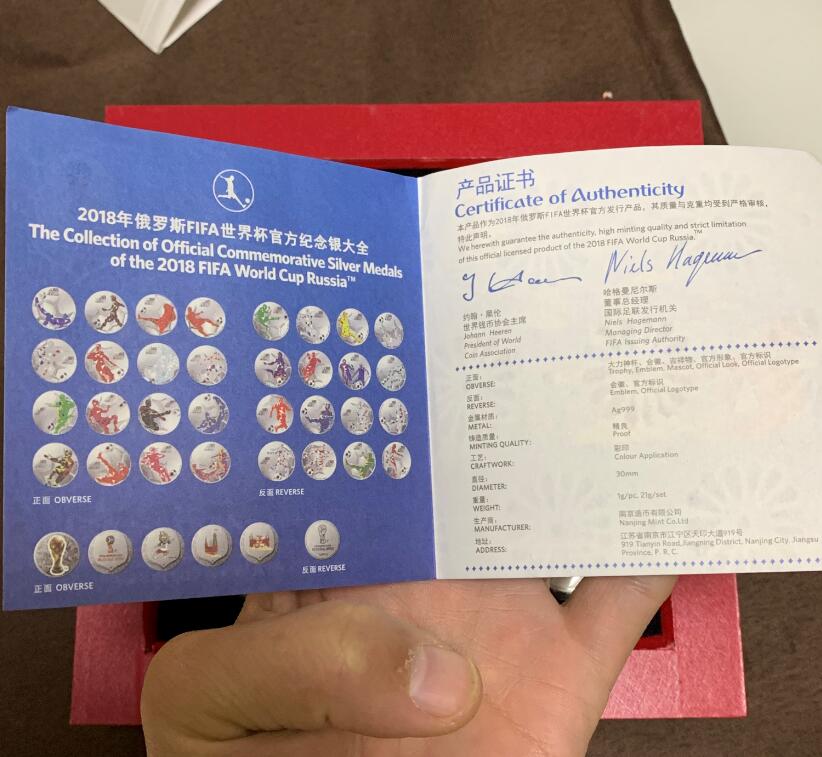 2018年俄罗斯FIFA世界杯官方纪念银大全
The Collection of Official Commemorative Silver Medals
of the 2018 FIFA World Cup Russia™
正面 OBVERSE
反面 REVERSE
正面 OBVERSE
反面 REVERSE
产品证书
Certificate of Authenticity
本产品作为2018年俄罗斯FIFA世界杯官方发行产品，其质量与克重均受到严格审核，
特此声明。
We herewith guarantee the authenticity, high minting quality and strict limitation
of this official licensed product of the 2018 FIFA World Cup Russia.™
Niels Hagemann
约翰·黑伦
世界钱币协会主席
Johann Heeren
President of World
Coin Association
哈格曼尼尔斯
董事总经理
国际足联发行机关
Niels Hagemann
Managing Director
FIFA Issuing Authority
正面:
OBVERSE:
大力神杯、会徽、吉祥物、官方形象、官方标识
Trophy, Emblem, Mascot, Official Look, Official Logotype
反面:
REVERSE:
会徽、官方标识
Emblem, Official Logotype
金属材质:
METAL:
Ag999
铸造质量:
MINTING QUALITY:
精良
Proof
工艺:
CRAFTWORK:
彩印
Colour Application
直径:
DIAMETER:
30mm
重量:
WEIGHT:
1g/pc, 21g/set
生产商:
MANUFACTURER:
南京造币有限公司
Nanjing Mint Co.Ltd
地址:
ADDRESS:
江苏省南京市江宁区天印大道919号
919 Tianyin Road,Jiangning District, Nanjing City, Jiangsu
Province, P. R. C.